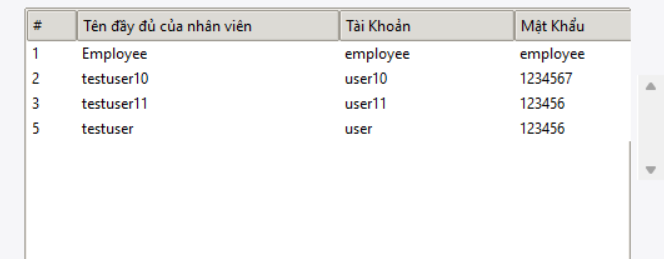 # Tên đầy đủ của nhân viên Tài Khoản Mật Khẩu
1 Employee employee employee
2 testuser10 user10 1234567
3 testuser11 user11 123456
5 testuser user 123456